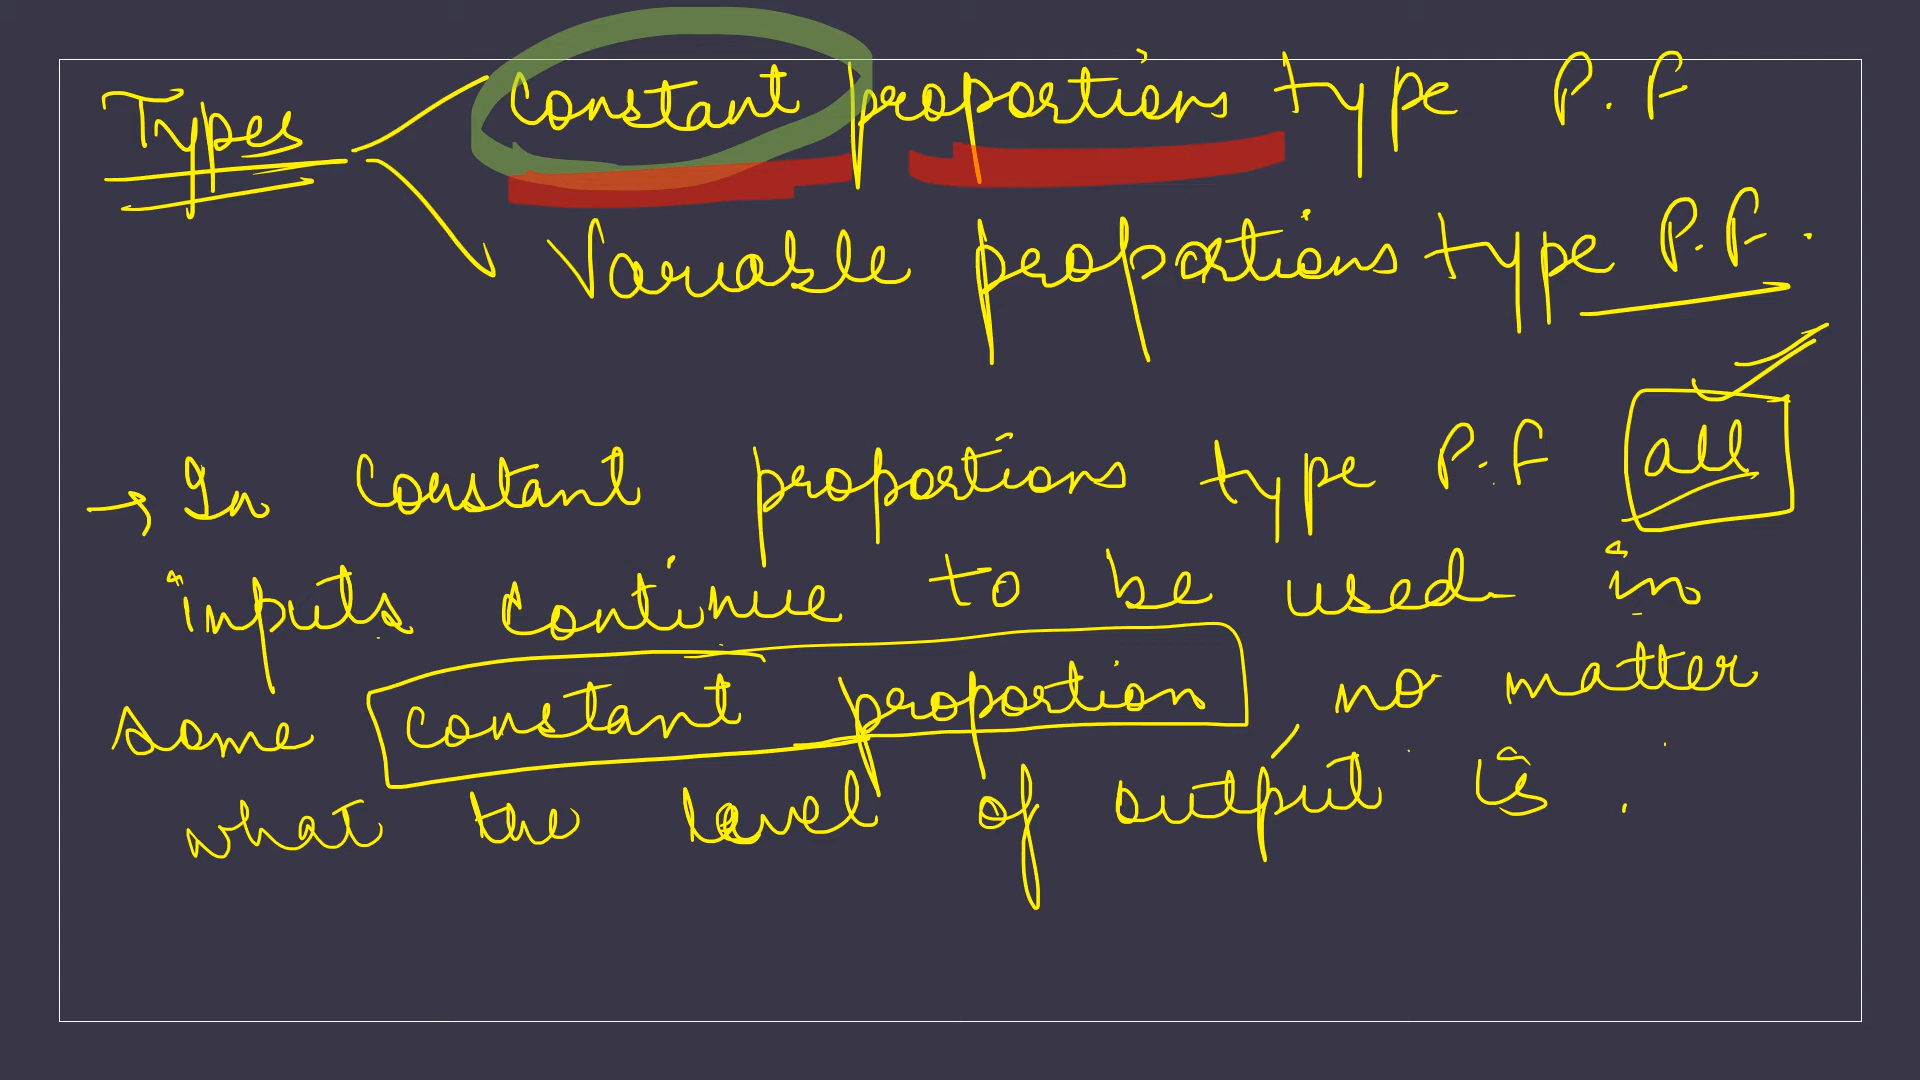 Types
Constant proportions type P.F
Variable proportions type P.F.
→ In constant proportions type P.F all
inputs continue to be used in
some constant proportion, no matter
what the level of output is.